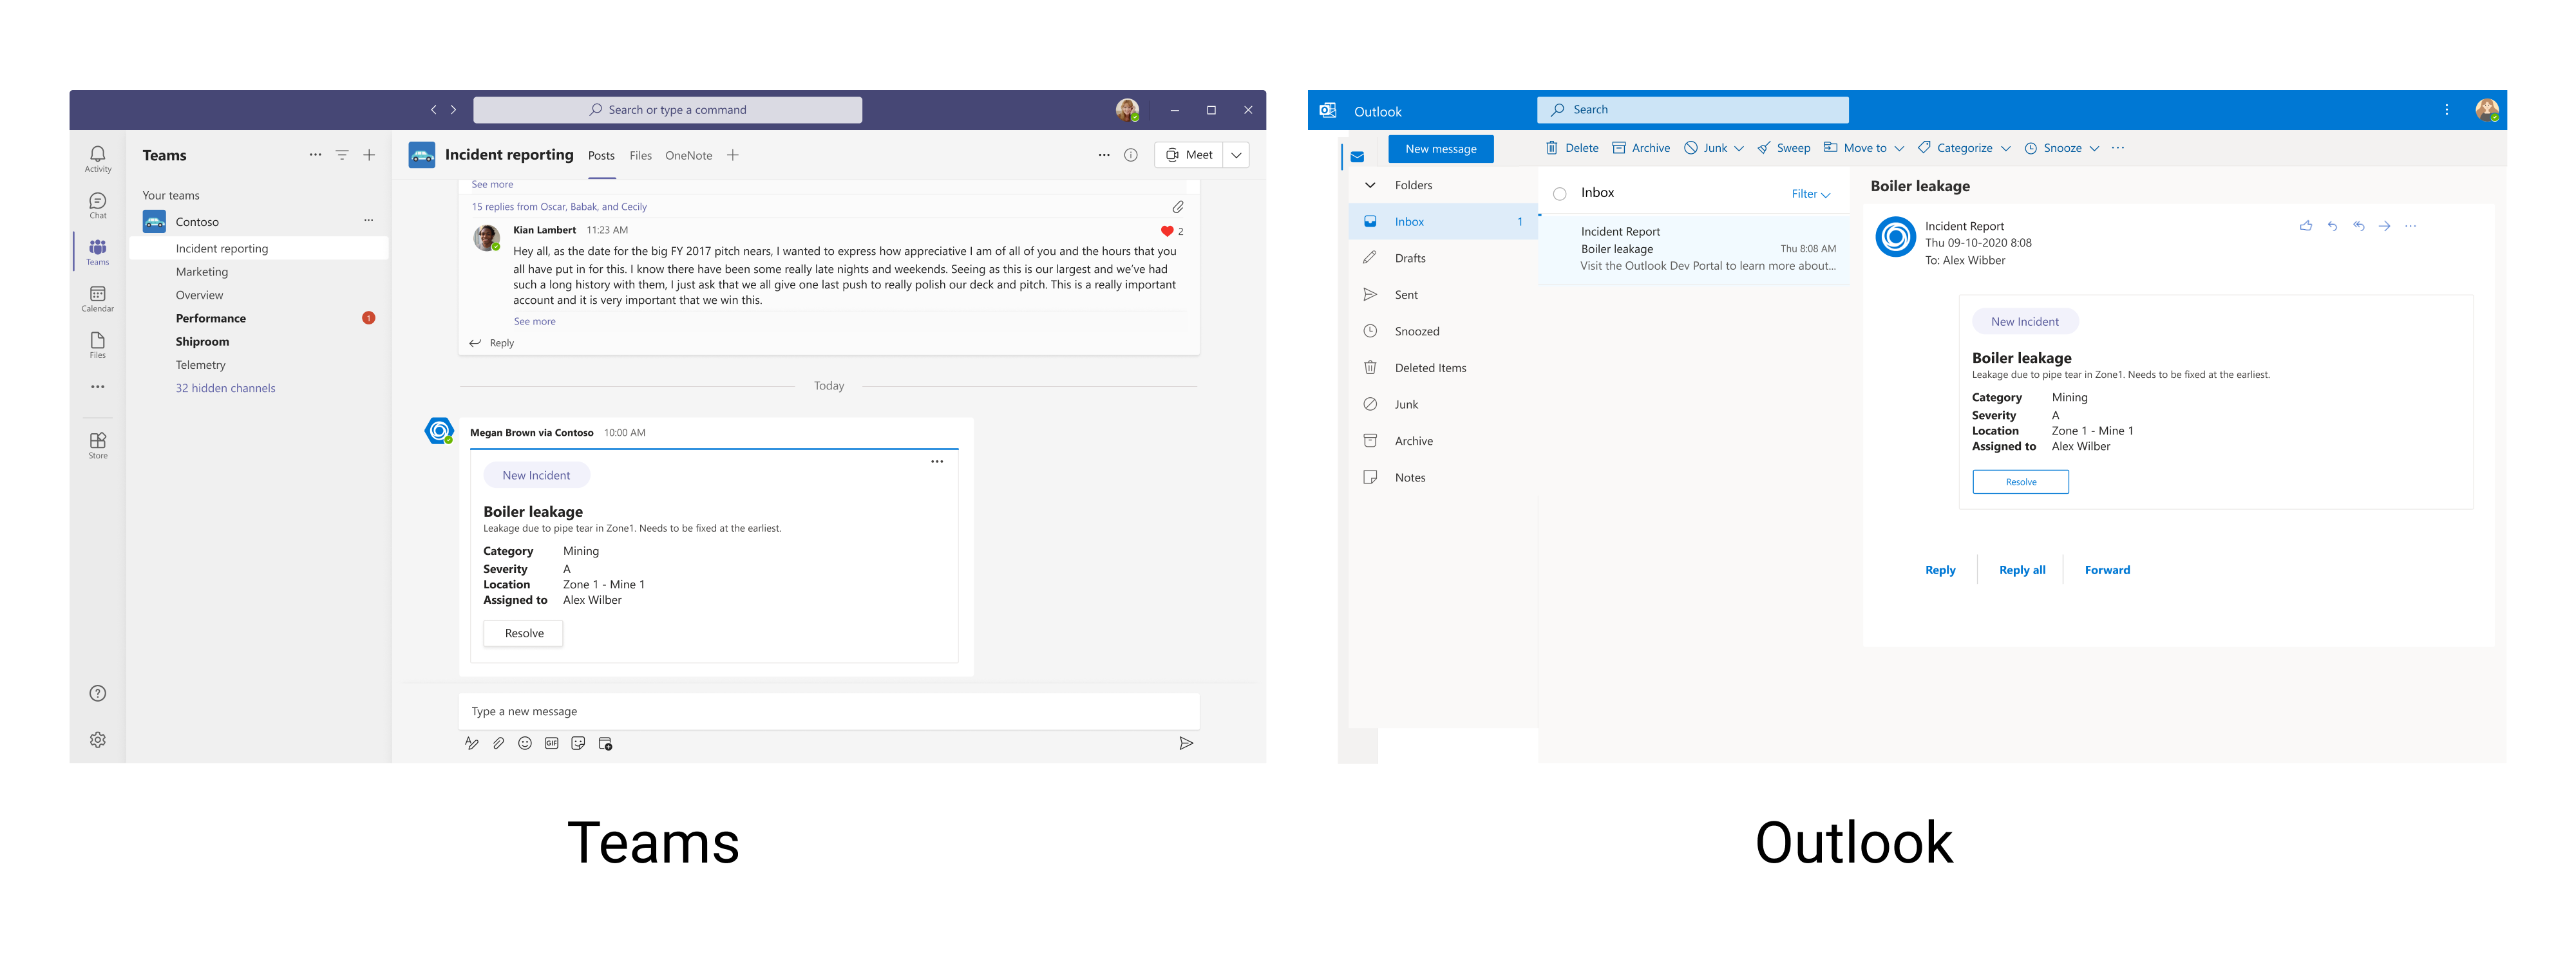 Search or type a command
Activity
Chat
Teams
Calendar
Files
Store
Teams
Your teams
Contoso
Incident reporting
Marketing
Overview
Performance
1
Shiproom
Telemetry
32 hidden channels
Incident reporting
Posts
Files
OneNote
Meet
See more
15 replies from Oscar, Babak, and Cecily
Kian Lambert 11:23 AM
2
Hey all, as the date for the big FY 2017 pitch nears, I wanted to express how appreciative I am of all of you and the hours that you
all have put in for this. I know there have been some really late nights and weekends. Seeing as this is our largest and we've had
such a long history with them, I just ask that we all give one last push to really polish our deck and pitch. This is a really important
account and it is very important that we win this.
See more
Reply
Today
Megan Brown via Contoso 10:00 AM
New Incident
Boiler leakage
Leakage due to pipe tear in Zone1. Needs to be fixed at the earliest.
Category Mining
Severity A
Location Zone 1 - Mine 1
Assigned to Alex Wilber
Resolve
Type a new message
GIF
Teams
Outlook
Search
New message
Delete
Archive
Junk
Sweep
Move to
Categorize
Snooze
Folders
Inbox 1
Drafts
Sent
Snoozed
Deleted Items
Junk
Archive
Notes
Inbox
Filter
Incident Report
Boiler leakage Thu 8:08 AM
Visit the Outlook Dev Portal to learn more about...
Boiler leakage
Incident Report
Thu 09-10-2020 8:08
To: Alex Wibber
New Incident
Boiler leakage
Leakage due to pipe tear in Zone1. Needs to be fixed at the earliest.
Category Mining
Severity A
Location Zone 1 - Mine 1
Assigned to Alex Wilber
Resolve
Reply
Reply all
Forward
Outlook